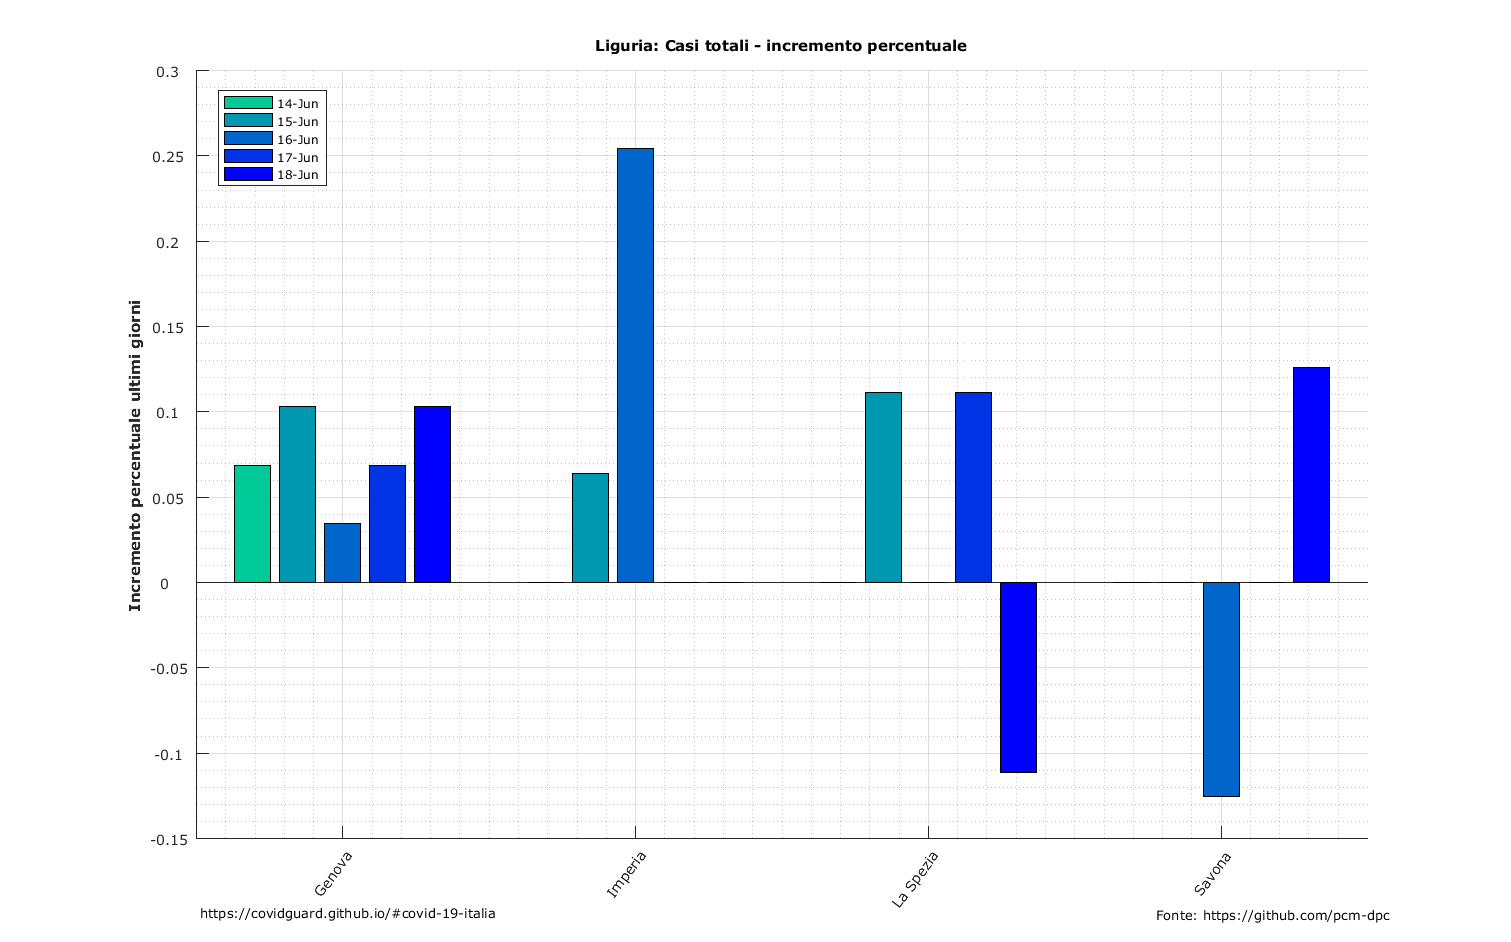 Liguria: Casi totali - incremento percentuale
0.3
0.25
0.2
0.15
0.1
0.05
0
-0.05
-0.1
-0.15
Incremento percentuale ultimi giorni
14-Jun
15-Jun
16-Jun
17-Jun
18-Jun
Genova
Imperia
La Spezia
Savona
https://covidguard.github.io/#covid-19-italia
Fonte: https://github.com/pcm-dpc